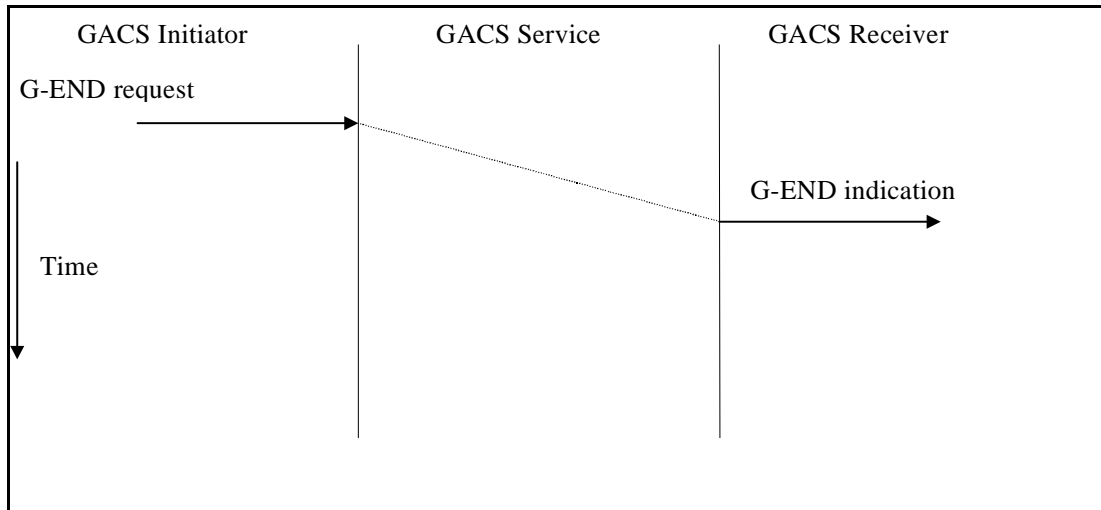 GACS Initiator
GACS Service
GACS Receiver
G-END request
G-END indication
Time